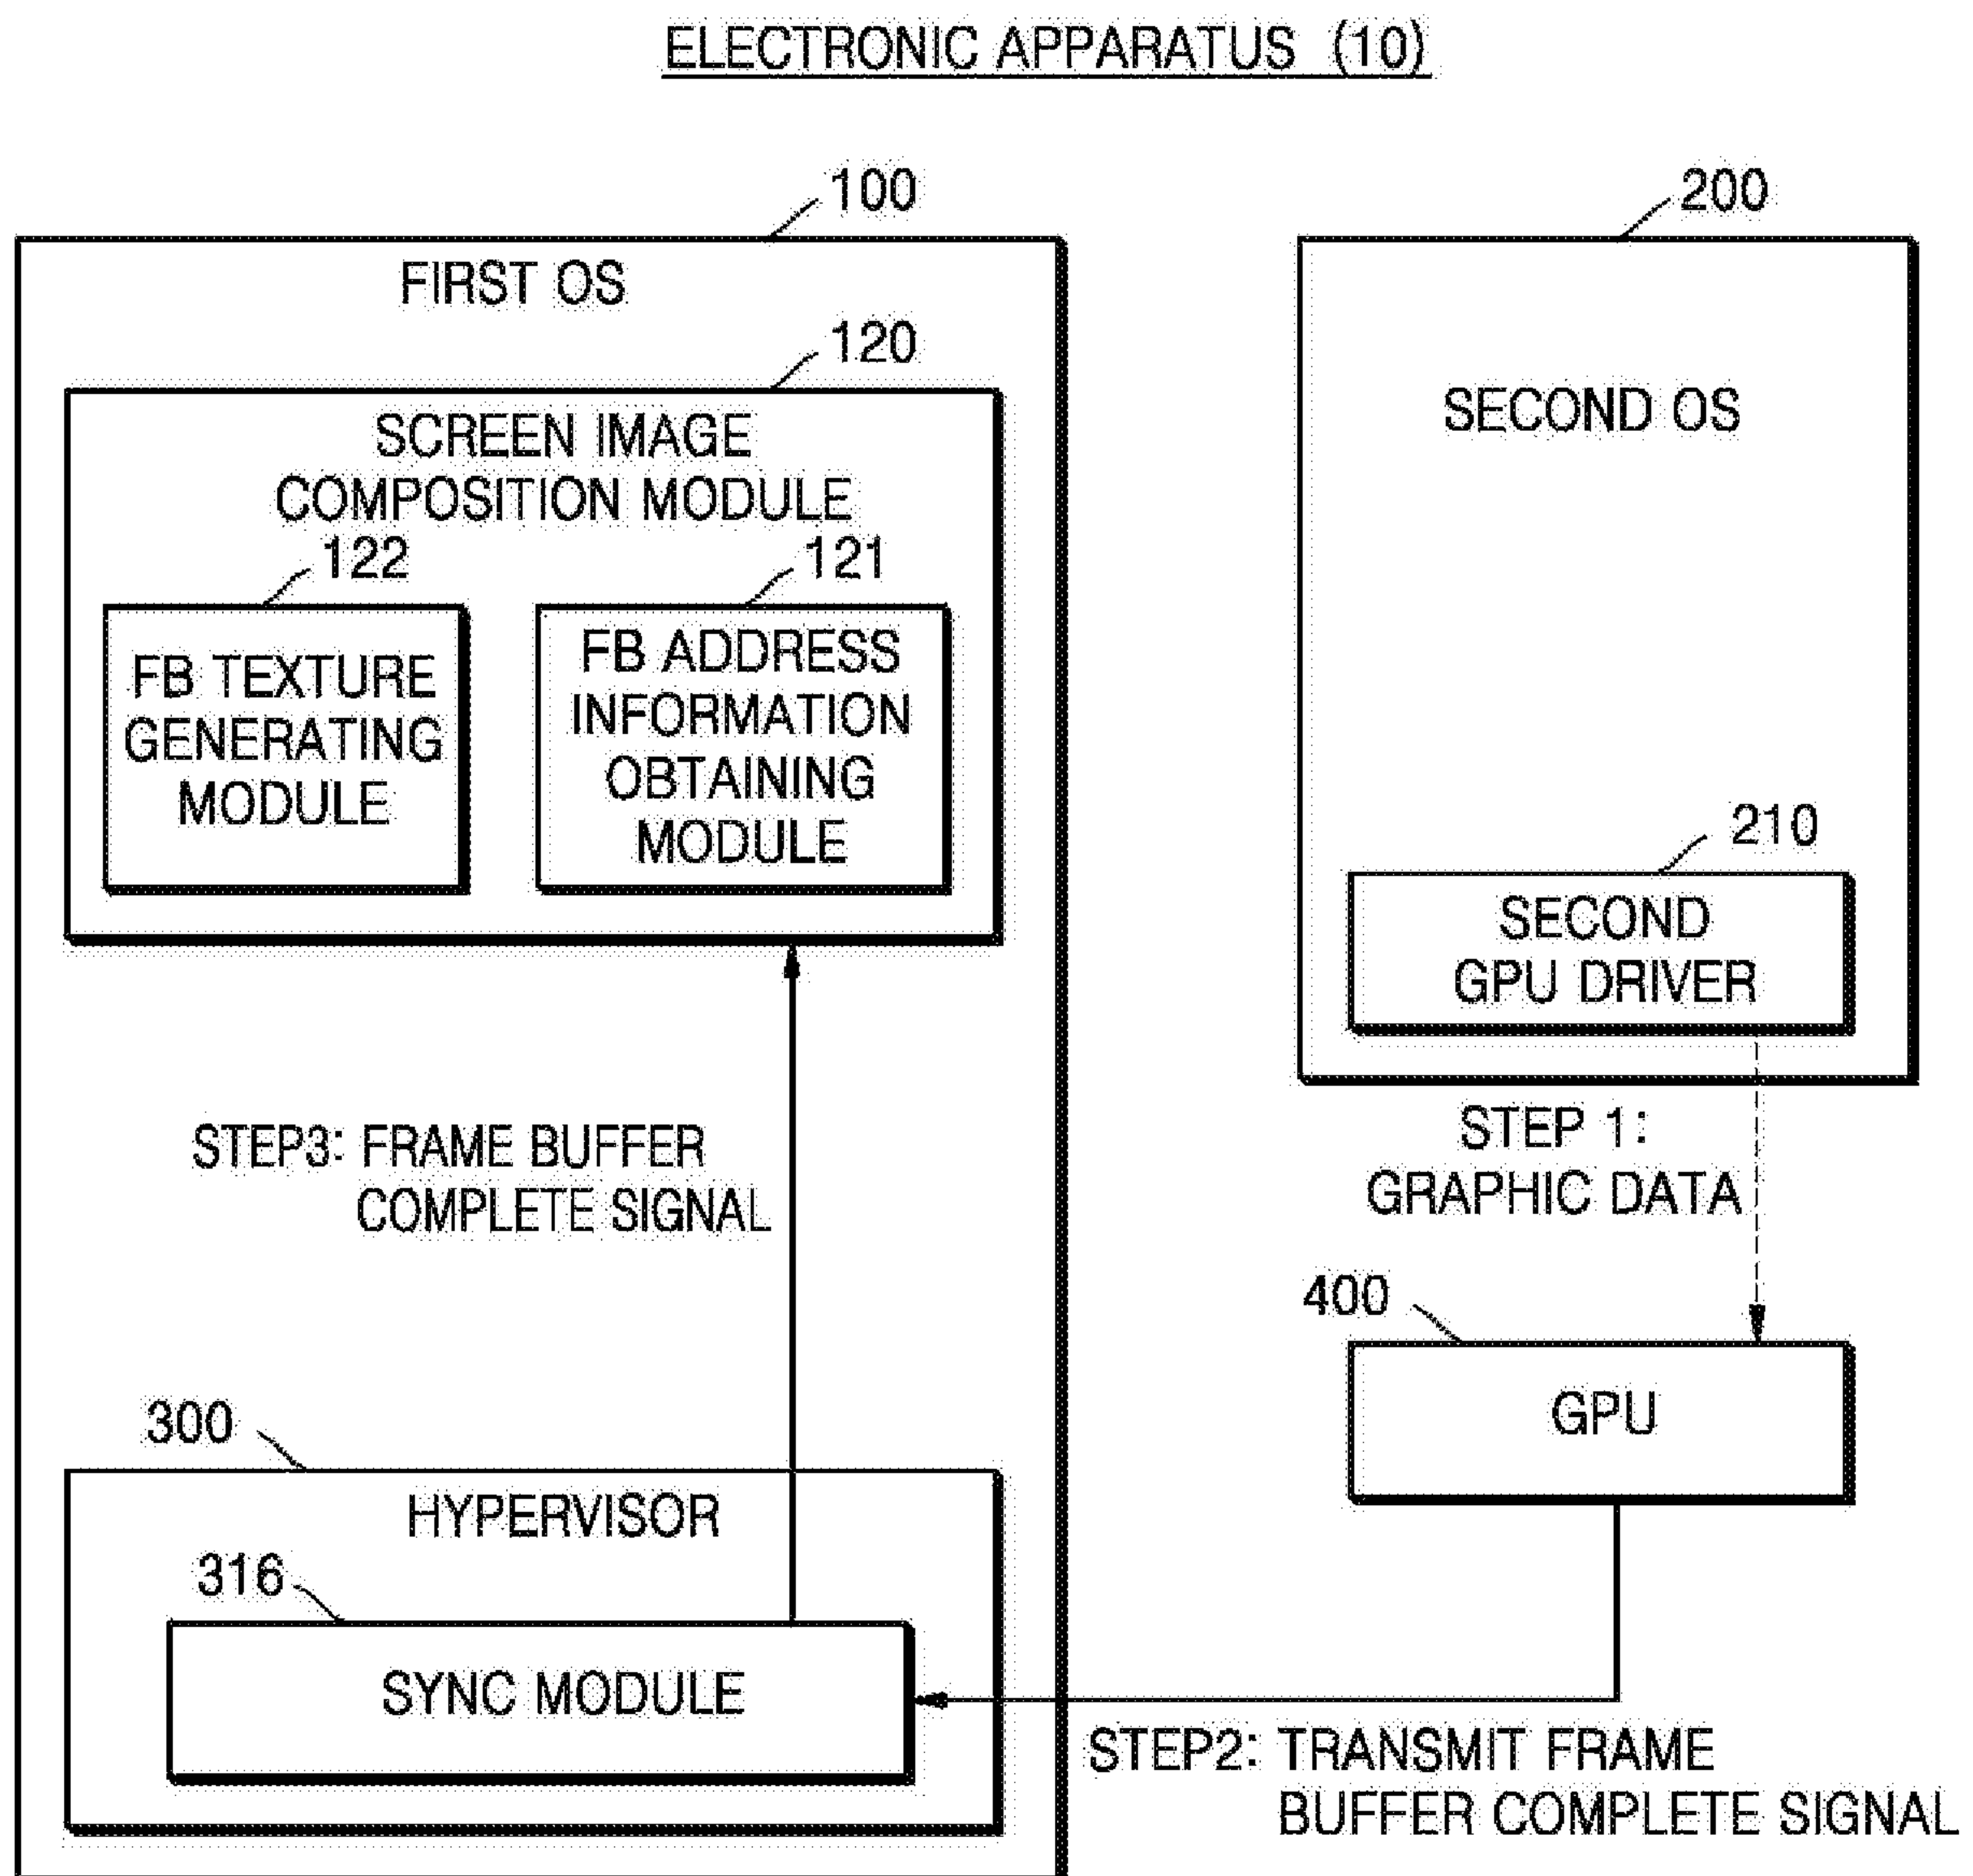 ELECTRONIC APPARATUS (10)
100
FIRST OS
120
SCREEN IMAGE
COMPOSITION MODULE
122
FB TEXTURE
GENERATING
MODULE
121
FB ADDRESS
INFORMATION
OBTAINING
MODULE
STEP3: FRAME BUFFER
COMPLETE SIGNAL
300
HYPERVISOR
316
SYNC MODULE
200
SECOND OS
210
SECOND
GPU DRIVER
STEP 1:
GRAPHIC DATA
400
GPU
STEP2: TRANSMIT FRAME
BUFFER COMPLETE SIGNAL